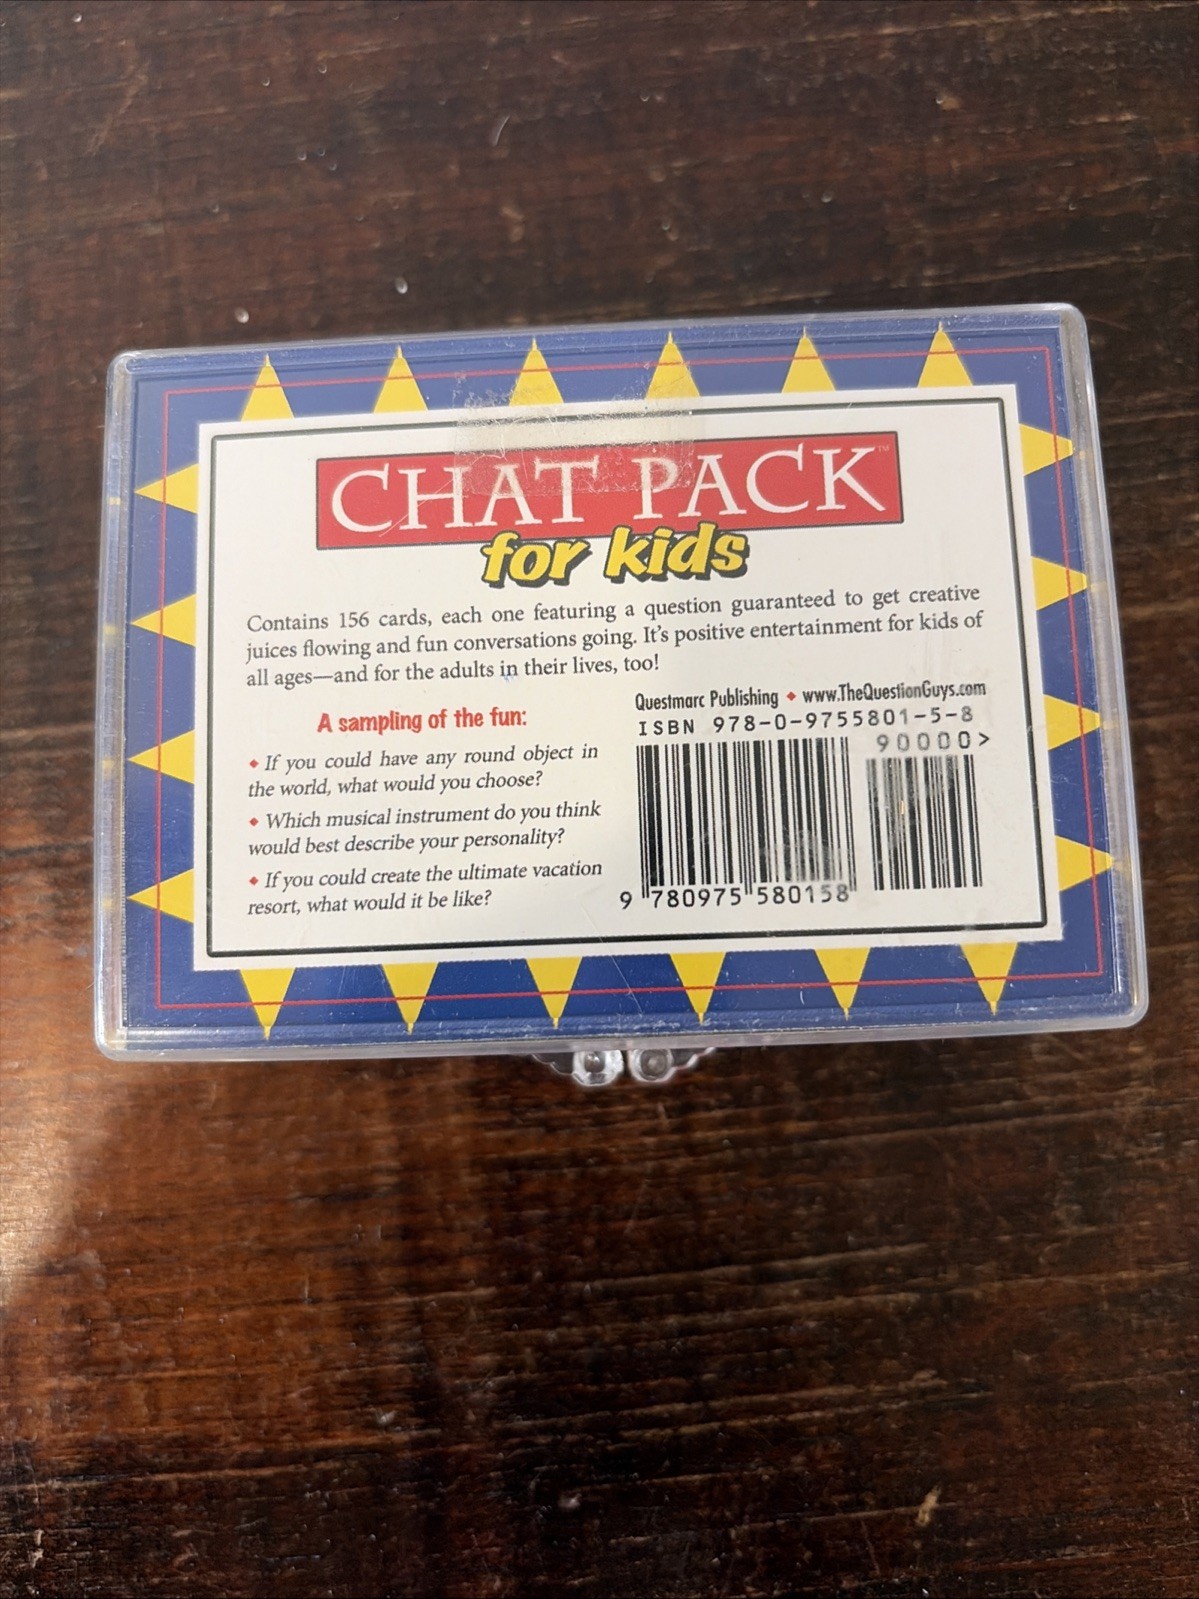 CHAT PACK™
for kids
Contains 156 cards, each one featuring a question guaranteed to get creative
juices flowing and fun conversations going. It's positive entertainment for kids of
all ages—and for the adults in their lives, too!
A sampling of the fun:
• If you could have any round object in
the world, what would you choose?
• Which musical instrument do you think
would best describe your personality?
• If you could create the ultimate vacation
resort, what would it be like?
Questmarc Publishing • www.TheQuestionGuys.com
ISBN 978-0-9755801-5-8
90000>
9 780975 580158